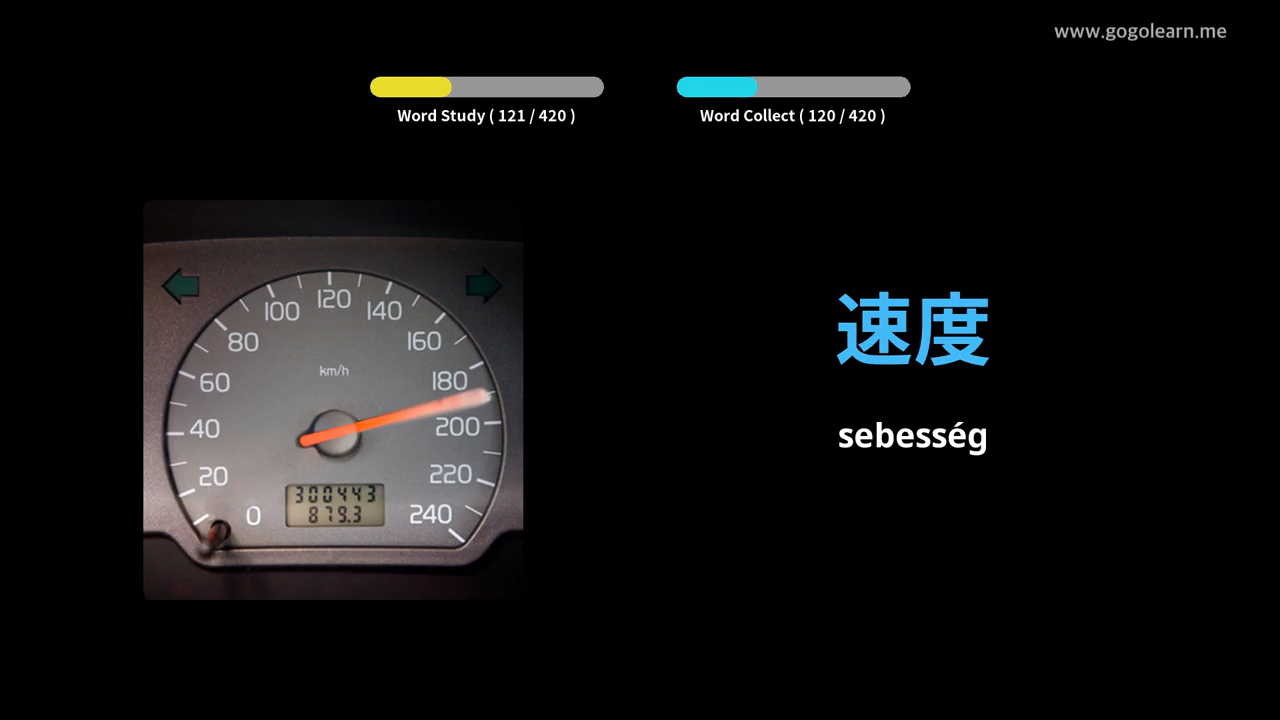 www.gogolearn.me
Word Study ( 121 / 420 )
Word Collect ( 120 / 420 )
120
100
140
80
160
km/h
60
180
40
200
20
220
0
240
300443
879.3
速度
sebesség